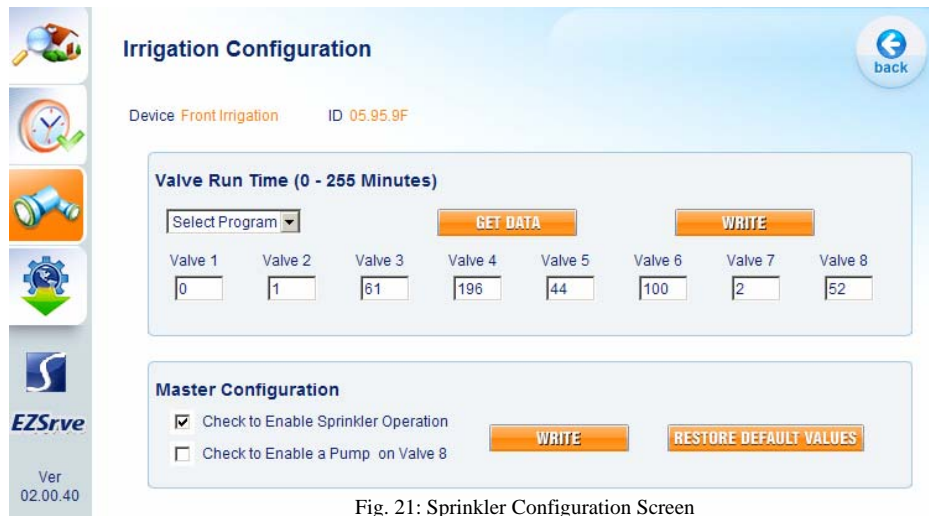 Irrigation Configuration
back
Device Front Irrigation ID 05.95.9F
Valve Run Time (0 - 255 Minutes)
Select Program GET DATA WRITE
Valve 1 Valve 2 Valve 3 Valve 4 Valve 5 Valve 6 Valve 7 Valve 8
0 1 61 196 44 100 2 52
Master Configuration
Check to Enable Sprinkler Operation
Check to Enable a Pump on Valve 8
WRITE RESTORE DEFAULT VALUES
EZSrve
Ver
02.00.40
Fig. 21: Sprinkler Configuration Screen